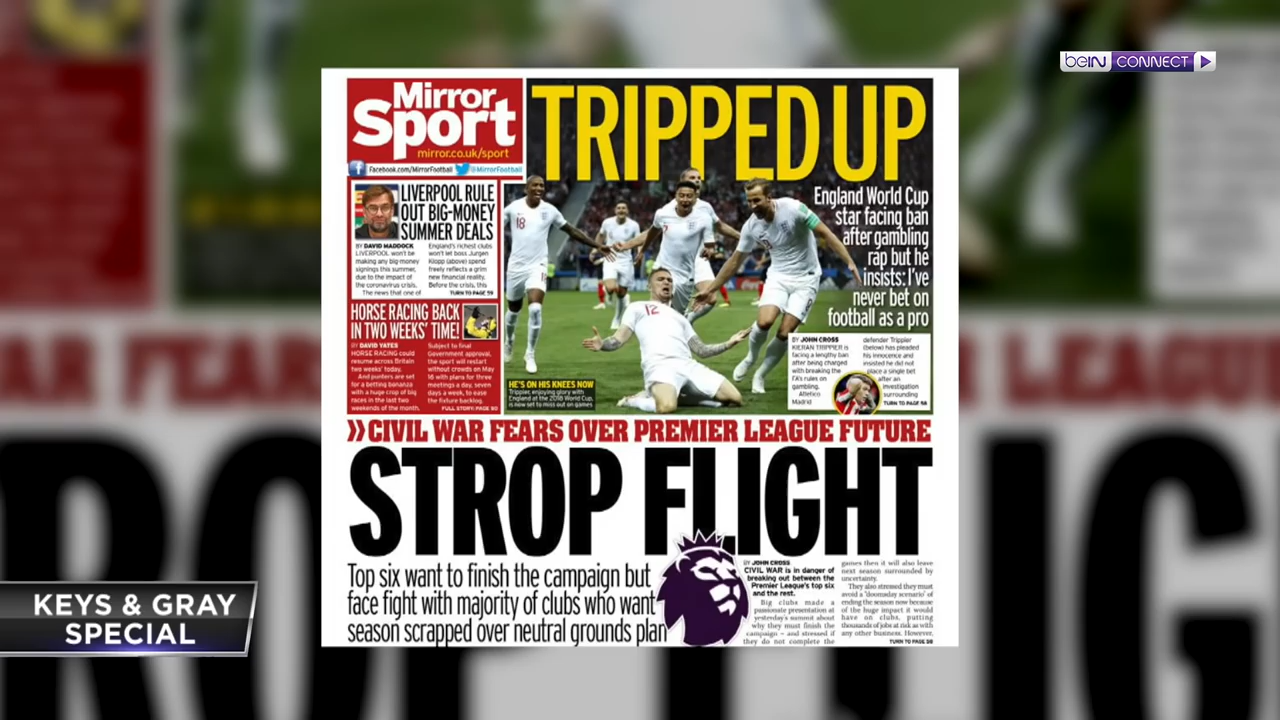 beIN CONNECT
Mirror
Sport
mirror.co.uk/sport
Facebook.com/MirrorFootball
@MirrorFootball
TRIPPED UP
England World Cup
star facing ban
after gambling
rap but he
insists: I've
never bet on
football as a pro
LIVERPOOL RULE
OUT BIG-MONEY
SUMMER DEALS
BY DAVID MADDOCK
LIVERPOOL won't be
making any big-money
signings this summer,
due to the impact of
the coronavirus crisis.
The news that one of
England's richest clubs
won't let boss Jurgen
Klopp (above) spend
freely reflects a grim
new financial reality.
Before the crisis, this
TURN TO PAGE 59
HORSE RACING BACK
IN TWO WEEKS' TIME!
BY DAVID YATES
HORSE RACING could
resume across Britain
two weeks' today.
And punters are set
for a betting bonanza
with a huge crop of big
races in the last two
weekends of the month.
Subject to final
Government approval,
the sport will restart
without crowds on May
16 with plans for three
meetings a day, seven
days a week, to ease
the fixture backlog.
FULL STORY: PAGE 50
18
7
9
12
HE'S ON HIS KNEES NOW
Trippier, enjoying glory with
England at the 2018 World Cup,
is now set to miss out on games
BY JOHN CROSS
KIERAN TRIPPIER is
facing a lengthy ban
after being charged
with breaking the
FA's rules on
gambling.
Atletico
Madrid
defender Trippier
(below) has pleaded
his innocence and
insisted he did not
place a single bet
after an
investigation
surrounding
TURN TO PAGE 58
CIVIL WAR FEARS OVER PREMIER LEAGUE FUTURE
STROP FLIGHT
Top six want to finish the campaign but
face fight with majority of clubs who want
season scrapped over neutral grounds plan
BY JOHN CROSS
CIVIL WAR is in danger of
breaking out between the
Premier League's top six
and the rest.
Big clubs made a
passionate presentation at
yesterday's summit about
why they must finish the
campaign – and stressed if
they do not complete the
games then it will also leave
next season surrounded by
uncertainty.
They also stressed they must
avoid a 'doomsday scenario' of
ending the season now because
of the huge impact it would
have on clubs, putting
thousands of jobs at risk as with
any other business. However,
TURN TO PAGE 58
KEYS & GRAY
SPECIAL